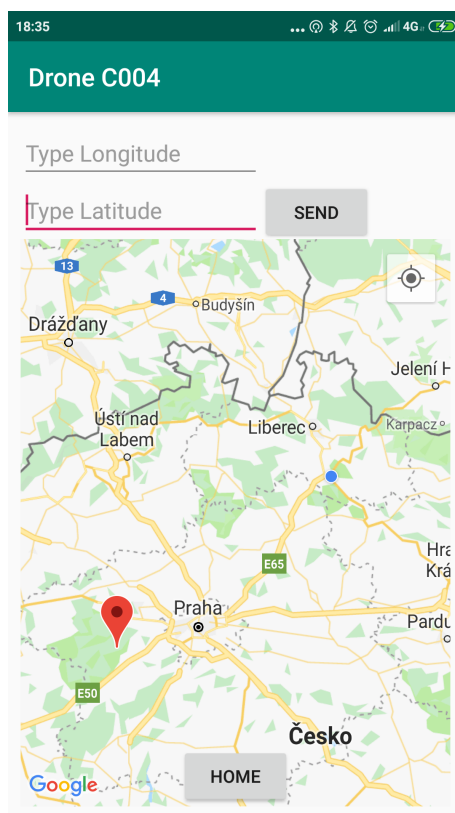 18:35
4G
Drone C004
Type Longitude
Type Latitude
SEND
13
4
Budyšín
Drážďany
Jelení H
Ústí nad
Labem
Liberec
Karpacz
E65
Hra
Krá
Praha
Pardu
E50
Česko
HOME
Google